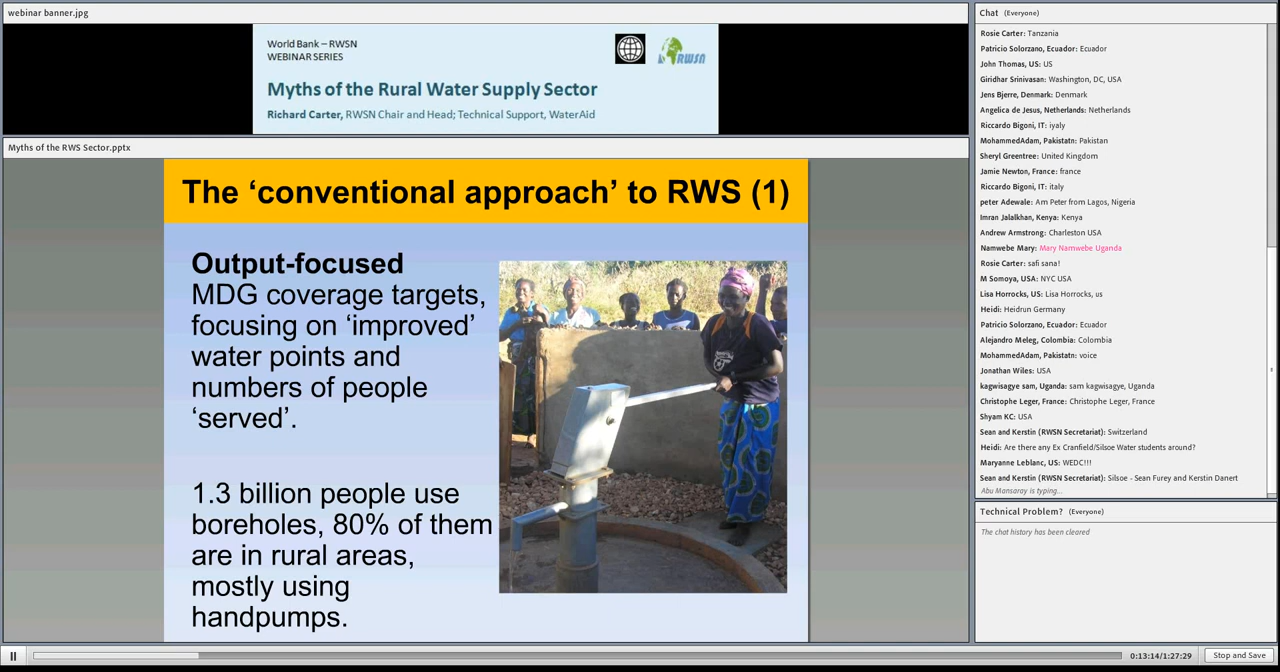 webinar banner.jpg
World Bank – RWSN
WEBINAR SERIES
RWSN
Myths of the Rural Water Supply Sector
Richard Carter, RWSN Chair and Head; Technical Support, WaterAid
Myths of the RWS Sector.pptx
The ‘conventional approach’ to RWS (1)
Output-focused
MDG coverage targets,
focusing on ‘improved’
water points and
numbers of people
‘served’.
1.3 billion people use
boreholes, 80% of them
are in rural areas,
mostly using
handpumps.
Chat (Everyone)
Rosie Carter: Tanzania
Patricio Solorzano, Ecuador: Ecuador
John Thomas, US: US
Giridhar Srinivasan: Washington, DC, USA
Jens Bjerre, Denmark: Denmark
Angelica de Jesus, Netherlands: Netherlands
Riccardo Bigoni, IT: iyaly
MohammedAdam, Pakistatn: Pakistan
Sheryl Greentree: United Kingdom
Jamie Newton, France: france
Riccardo Bigoni, IT: italy
peter Adewale: Am Peter from Lagos, Nigeria
Imran Jalalkhan, Kenya: Kenya
Andrew Armstrong: Charleston USA
Namwebe Mary: Mary Namwebe Uganda
Rosie Carter: safi sana!
M Somoya, USA: NYC USA
Lisa Horrocks, US: Lisa Horrocks, us
Heidi: Heidrun Germany
Patricio Solorzano, Ecuador: Ecuador
Alejandro Meleg, Colombia: Colombia
MohammedAdam, Pakistatn: voice
Jonathan Wiles: USA
kagwisagye sam, Uganda: sam kagwisagye, Uganda
Christophe Leger, France: Christophe Leger, France
Shyam KC: USA
Sean and Kerstin (RWSN Secretariat): Switzerland
Heidi: Are there any Ex Cranfield/Silsoe Water students around?
Maryanne Leblanc, US: WEDC!!!
Sean and Kerstin (RWSN Secretariat): Silsoe - Sean Furey and Kerstin Danert
Abu Mansaray is typing...
Technical Problem? (Everyone)
The chat history has been cleared
0:13:14/1:27:29
Stop and Save